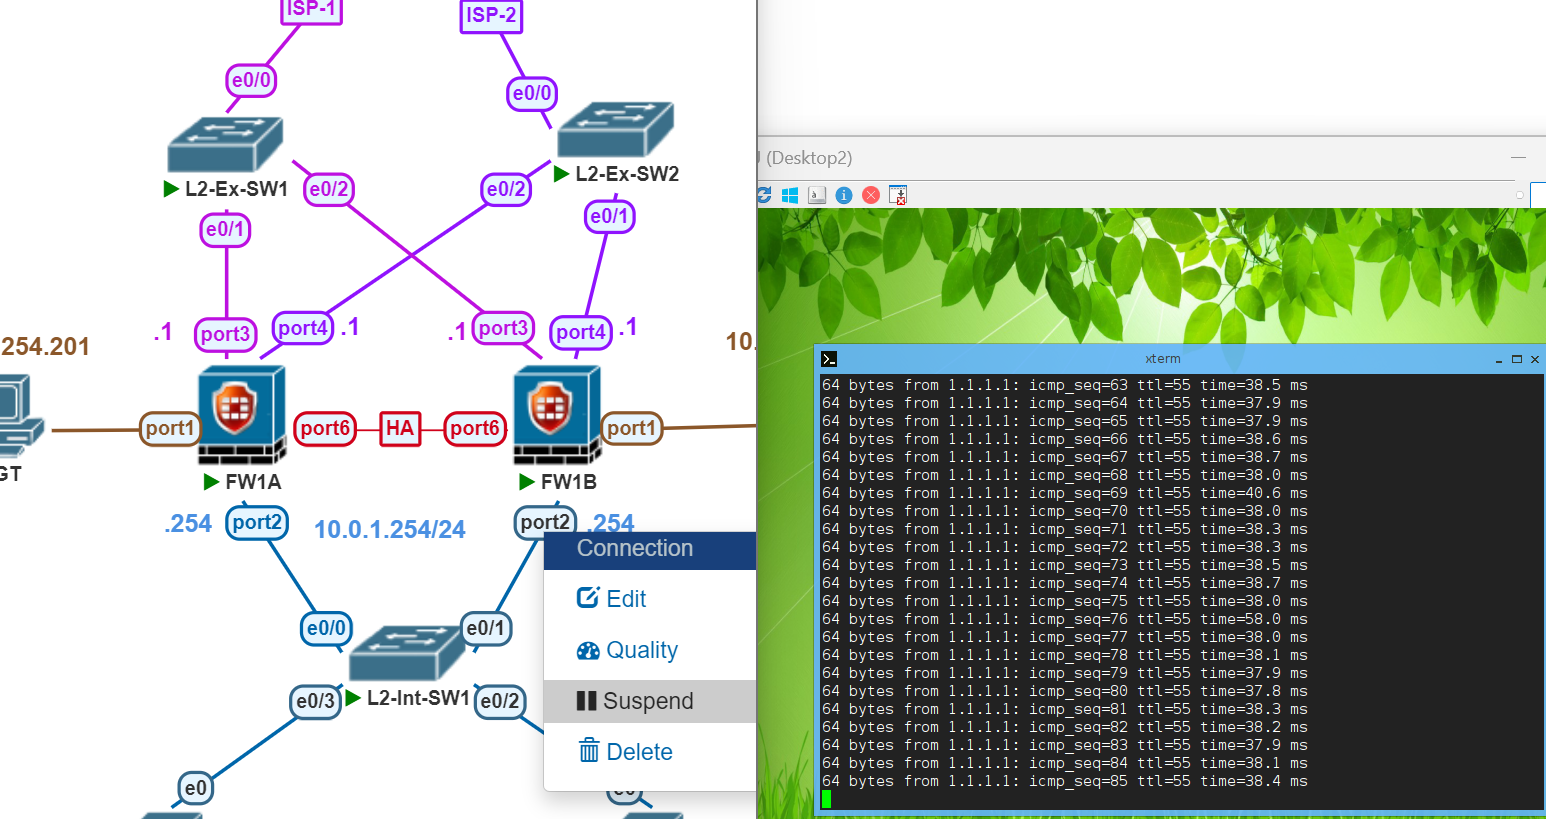 ISP-1
ISP-2
e0/0
e0/0
L2-Ex-SW1
L2-Ex-SW2
e0/2
e0/2
e0/1
e0/1
.1
port3
port4
.1
.1
port3
port4
.1
254.201
10.
port1
port6
HA
port6
port1
GT
FW1A
FW1B
.254
port2
10.0.1.254/24
port2
.254
e0/0
e0/1
e0/3
L2-Int-SW1
e0/2
e0
Connection
Edit
Quality
Suspend
Delete
(Desktop2)
xterm
64 bytes from 1.1.1.1: icmp_seq=63 ttl=55 time=38.5 ms
64 bytes from 1.1.1.1: icmp_seq=64 ttl=55 time=37.9 ms
64 bytes from 1.1.1.1: icmp_seq=65 ttl=55 time=37.9 ms
64 bytes from 1.1.1.1: icmp_seq=66 ttl=55 time=38.6 ms
64 bytes from 1.1.1.1: icmp_seq=67 ttl=55 time=38.7 ms
64 bytes from 1.1.1.1: icmp_seq=68 ttl=55 time=38.0 ms
64 bytes from 1.1.1.1: icmp_seq=69 ttl=55 time=40.6 ms
64 bytes from 1.1.1.1: icmp_seq=70 ttl=55 time=38.0 ms
64 bytes from 1.1.1.1: icmp_seq=71 ttl=55 time=38.3 ms
64 bytes from 1.1.1.1: icmp_seq=72 ttl=55 time=38.3 ms
64 bytes from 1.1.1.1: icmp_seq=73 ttl=55 time=38.5 ms
64 bytes from 1.1.1.1: icmp_seq=74 ttl=55 time=38.7 ms
64 bytes from 1.1.1.1: icmp_seq=75 ttl=55 time=38.0 ms
64 bytes from 1.1.1.1: icmp_seq=76 ttl=55 time=58.0 ms
64 bytes from 1.1.1.1: icmp_seq=77 ttl=55 time=38.0 ms
64 bytes from 1.1.1.1: icmp_seq=78 ttl=55 time=38.1 ms
64 bytes from 1.1.1.1: icmp_seq=79 ttl=55 time=37.9 ms
64 bytes from 1.1.1.1: icmp_seq=80 ttl=55 time=37.8 ms
64 bytes from 1.1.1.1: icmp_seq=81 ttl=55 time=38.3 ms
64 bytes from 1.1.1.1: icmp_seq=82 ttl=55 time=38.2 ms
64 bytes from 1.1.1.1: icmp_seq=83 ttl=55 time=37.9 ms
64 bytes from 1.1.1.1: icmp_seq=84 ttl=55 time=38.1 ms
64 bytes from 1.1.1.1: icmp_seq=85 ttl=55 time=38.4 ms